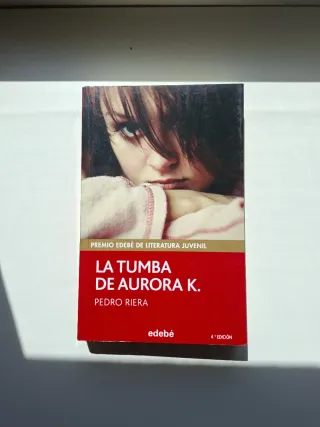 PREMIO EDEBÉ DE LITERATURA JUVENIL
LA TUMBA
DE AURORA K.
PEDRO RIERA
edebé
4.ª EDICIÓN